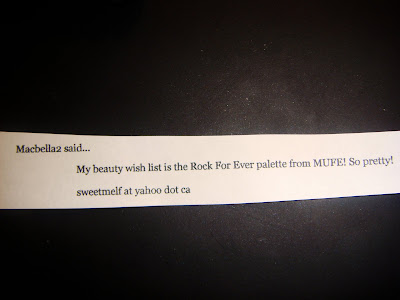 Macbella2 said...
My beauty wish list is the Rock For Ever palette from MUFE! So pretty!
sweetmelf at yahoo dot ca